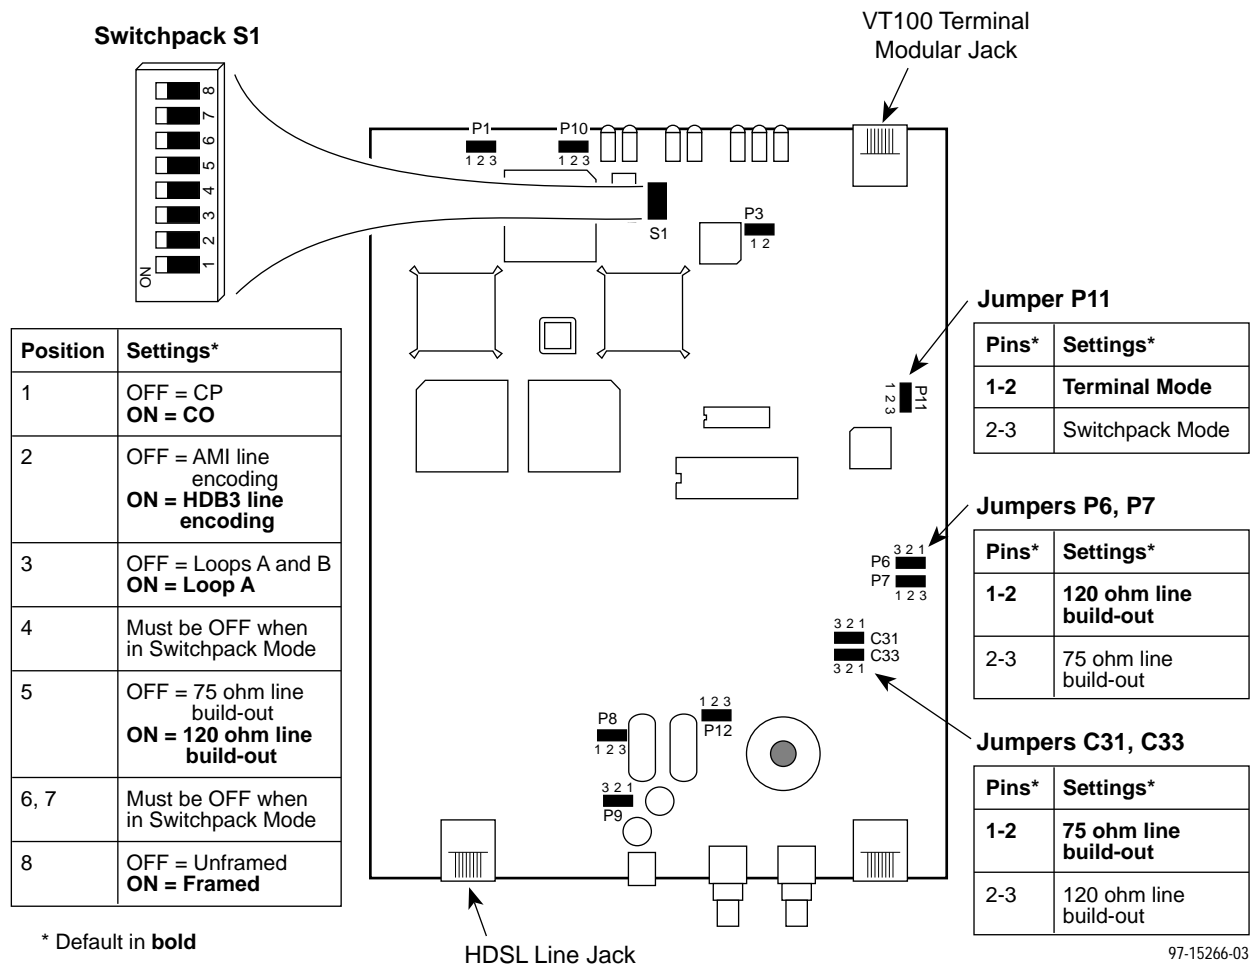 VT100 Terminal
Modular Jack
Switchpack S1
8
7
6
5
4
3
2
1
ON
P1
1 2 3
P10
1 2 3
S1
P3
1 2
Jumper P11
Pins* Settings*
1-2 Terminal Mode
2-3 Switchpack Mode
1 2 3
P11
Position Settings*
1 OFF = CP
ON = CO
2 OFF = AMI line
encoding
ON = HDB3 line
encoding
3 OFF = Loops A and B
ON = Loop A
4 Must be OFF when
in Switchpack Mode
5 OFF = 75 ohm line
build-out
ON = 120 ohm line
build-out
6, 7 Must be OFF when
in Switchpack Mode
8 OFF = Unframed
ON = Framed
* Default in bold
Jumpers P6, P7
Pins* Settings*
1-2 120 ohm line
build-out
2-3 75 ohm line
build-out
3 2 1
P6
P7
1 2 3
3 2 1
C31
C33
3 2 1
Jumpers C31, C33
Pins* Settings*
1-2 75 ohm line
build-out
2-3 120 ohm line
build-out
1 2 3
P12
P8
1 2 3
3 2 1
P9
HDSL Line Jack
97-15266-03